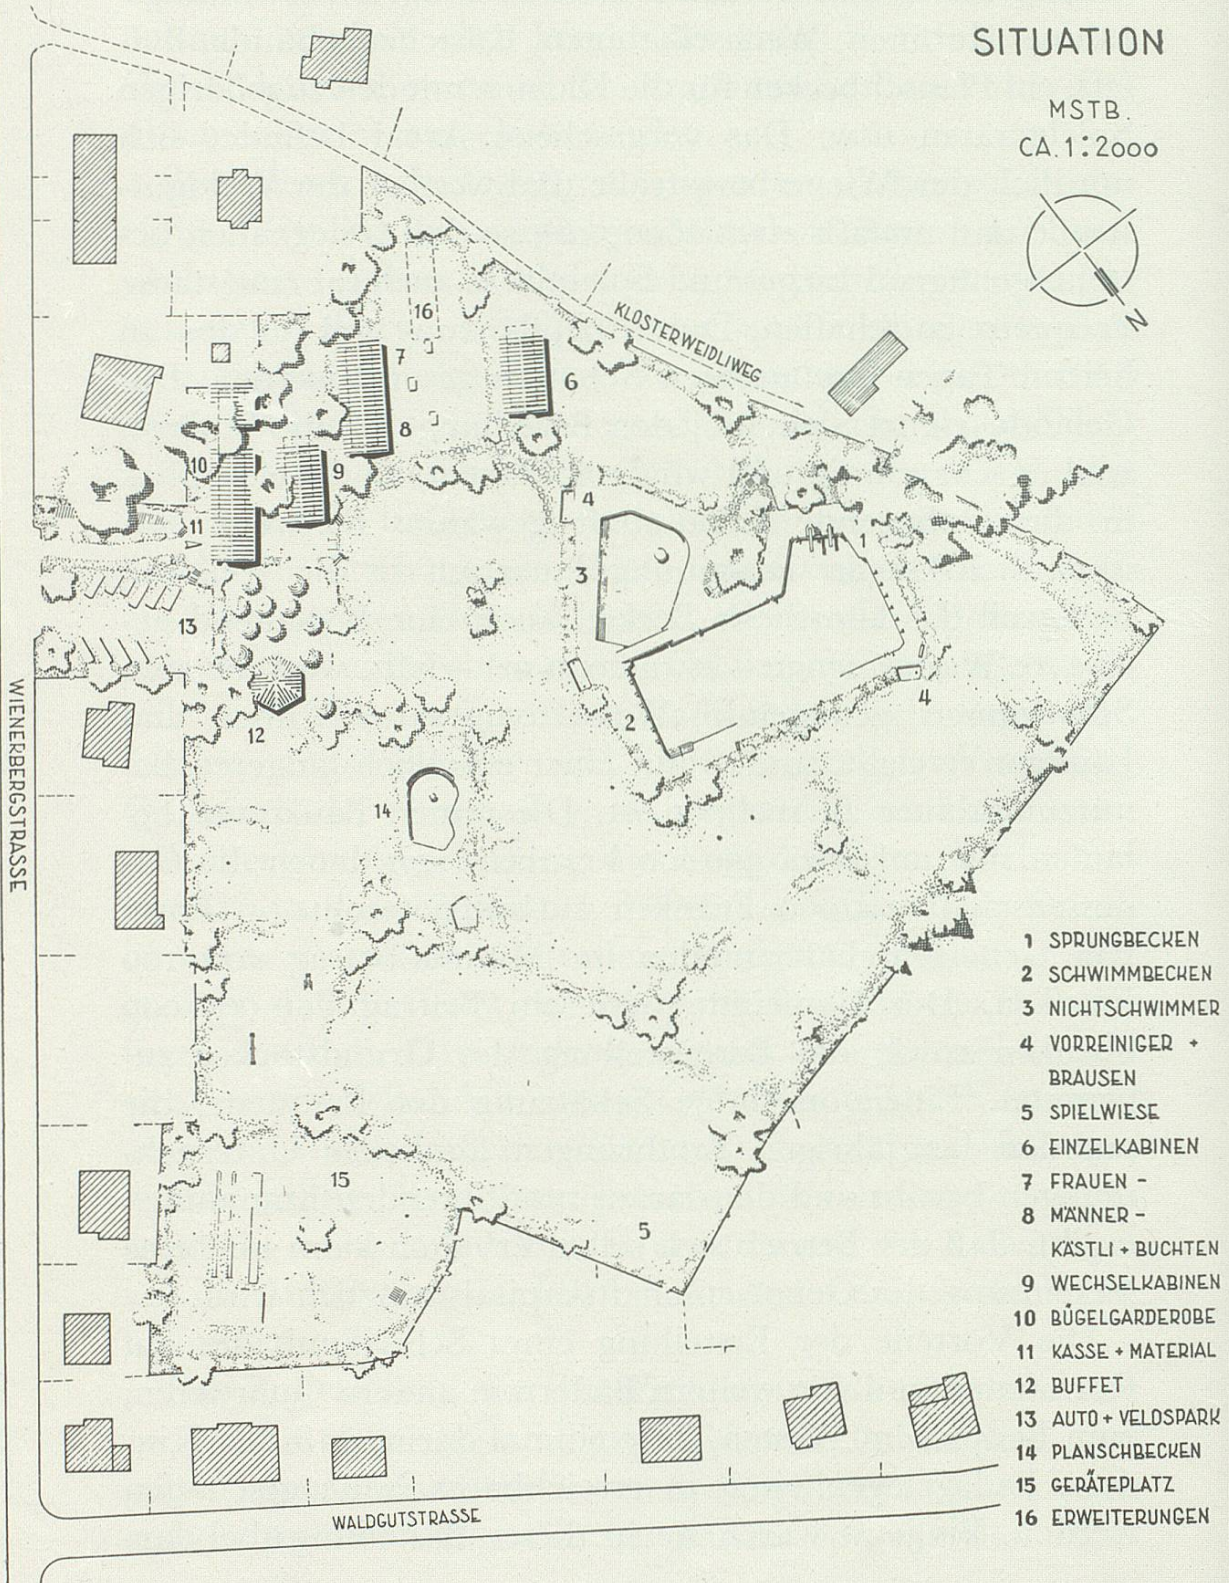 SITUATION
MSTB.
CA. 1:2000
N
KLOSTERWEIDLIWEG
16
7
6
8
10
9
4
11
1
3
13
4
2
12
14
15
5
WIENERBERGSTRASSE
WALDGUTSTRASSE
1 SPRUNGBECKEN
2 SCHWIMMBECKEN
3 NICHTSCHWIMMER
4 VORREINIGER +
BRAUSEN
5 SPIELWIESE
6 EINZELKABINEN
7 FRAUEN -
8 MÄNNER -
KÄSTLI + BUCHTEN
9 WECHSELKABINEN
10 BÜGELGARDEROBE
11 KASSE + MATERIAL
12 BUFFET
13 AUTO + VELOSPARK
14 PLANSCHBECKEN
15 GERÄTEPLATZ
16 ERWEITERUNGEN